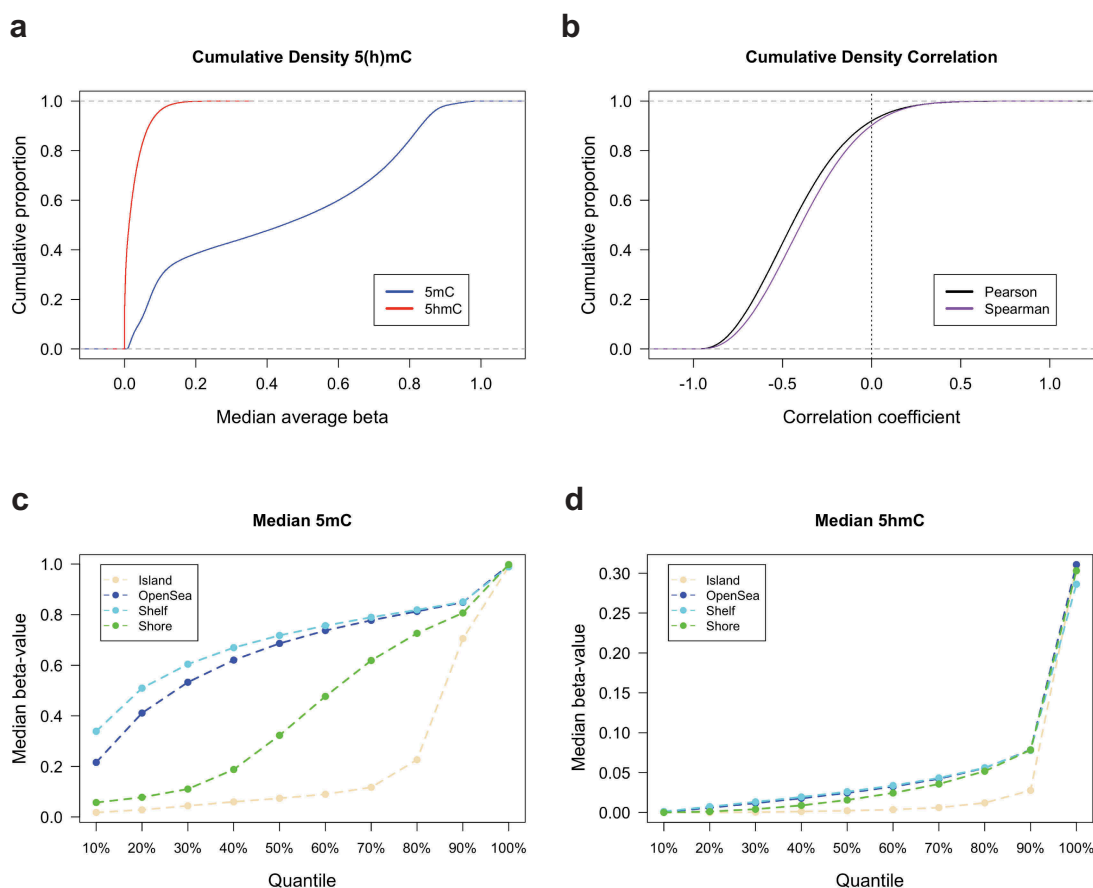 a
Cumulative Density 5(h)mC
Cumulative proportion
1.0
0.8
0.6
0.4
0.2
0.0
5mC
5hmC
0.0 0.2 0.4 0.6 0.8 1.0
Median average beta
b
Cumulative Density Correlation
Cumulative proportion
1.0
0.8
0.6
0.4
0.2
0.0
Pearson
Spearman
-1.0 -0.5 0.0 0.5 1.0
Correlation coefficient
c
Median 5mC
Median beta-value
1.0
0.8
0.6
0.4
0.2
0.0
Island
OpenSea
Shelf
Shore
10% 20% 30% 40% 50% 60% 70% 80% 90% 100%
Quantile
d
Median 5hmC
Median beta-value
0.30
0.25
0.20
0.15
0.10
0.05
0.00
Island
OpenSea
Shelf
Shore
10% 20% 30% 40% 50% 60% 70% 80% 90% 100%
Quantile